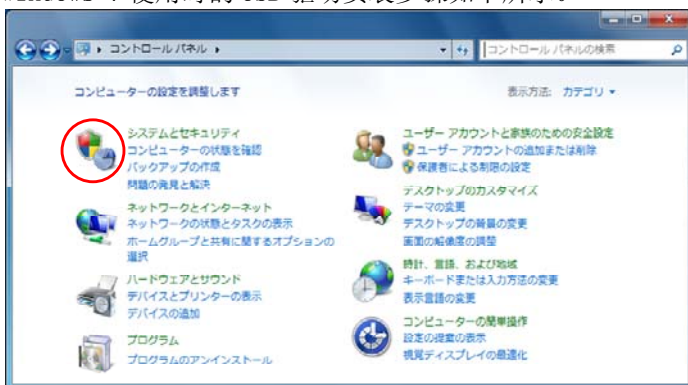 コントロール パネル
コントロール パネルの検索
コンピューターの設定を調整します
表示方法: カテゴリ
システムとセキュリティ
コンピューターの状態を確認
バックアップの作成
問題の発見と解決
ネットワークとインターネット
ネットワークの状態とタスクの表示
ホームグループと共有に関するオプションの
選択
ハードウェアとサウンド
デバイスとプリンターの表示
デバイスの追加
プログラム
プログラムのアンインストール
ユーザー アカウントと家族のための安全設定
ユーザー アカウントの追加または削除
保護者による制限の設定
デスクトップのカスタマイズ
テーマの変更
デスクトップの背景の変更
画面の解像度の調整
時計、言語、および地域
キーボードまたは入力方法の変更
表示言語の変更
コンピューターの簡単操作
設定の提案の表示
視覚ディスプレイの最適化